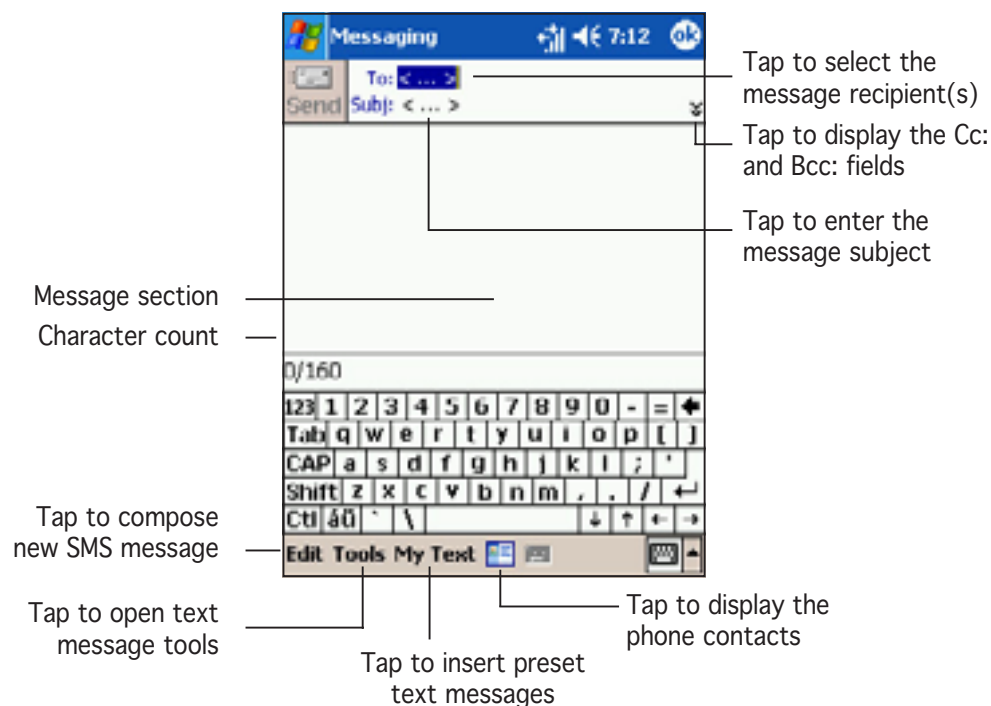 Messaging 7:12 ok
To: < ... >
Send Subj: < ... >
Tap to select the
message recipient(s)
Tap to display the Cc:
and Bcc: fields
Tap to enter the
message subject
Message section
Character count
0/160
123 1 2 3 4 5 6 7 8 9 0 - =
Tab q w e r t y u i o p [ ]
CAP a s d f g h j k l ; '
Shift z x c v b n m , . /
Ctl áü ` \
Edit Tools My Text
Tap to compose
new SMS message
Tap to open text
message tools
Tap to insert preset
text messages
Tap to display the
phone contacts